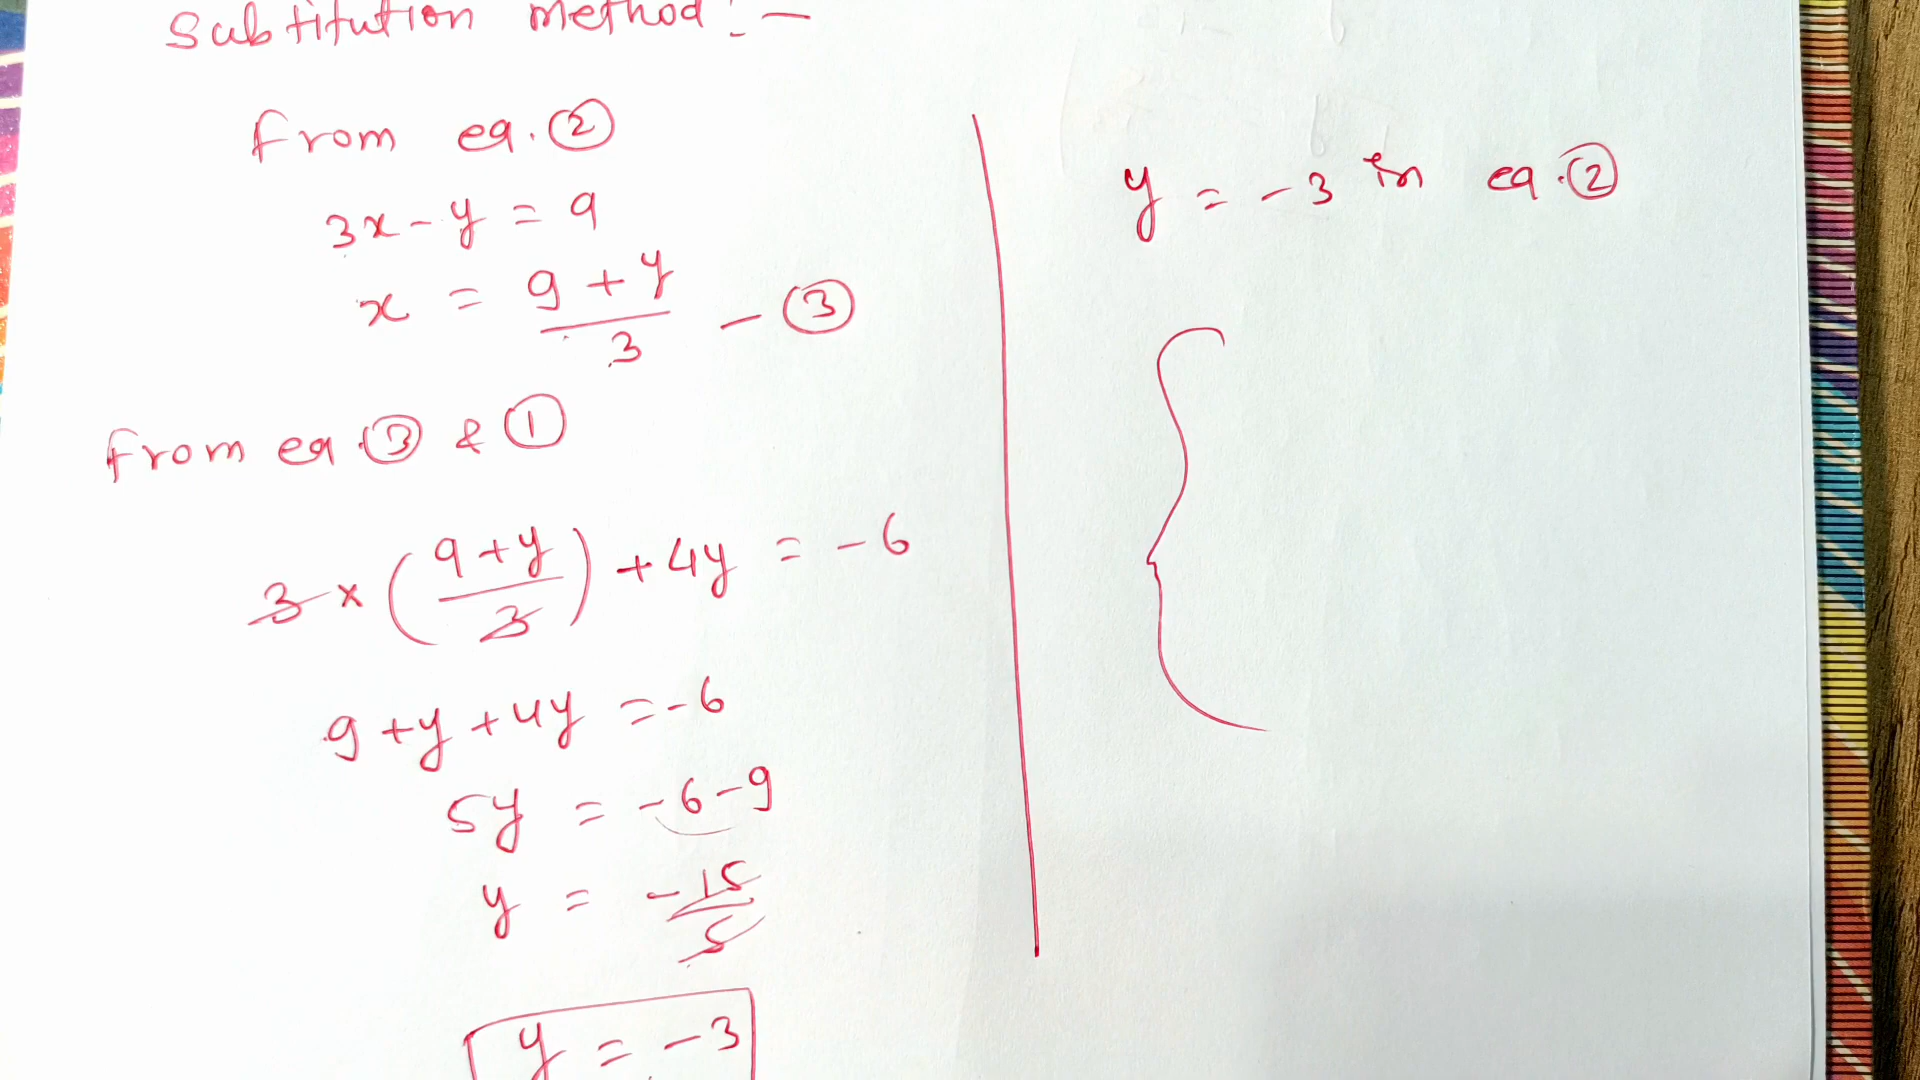 Subtitution method :-
from eq. ②
3x - y = 9
x = 9 + y / 3 - ③
from eq. ③ & ①
3 × ( 9 + y / 3 ) + 4y = - 6
9 + y + 4y = - 6
5y = - 6 - 9
y = - 15 / 5
y = - 3
y = - 3 in eq. ②